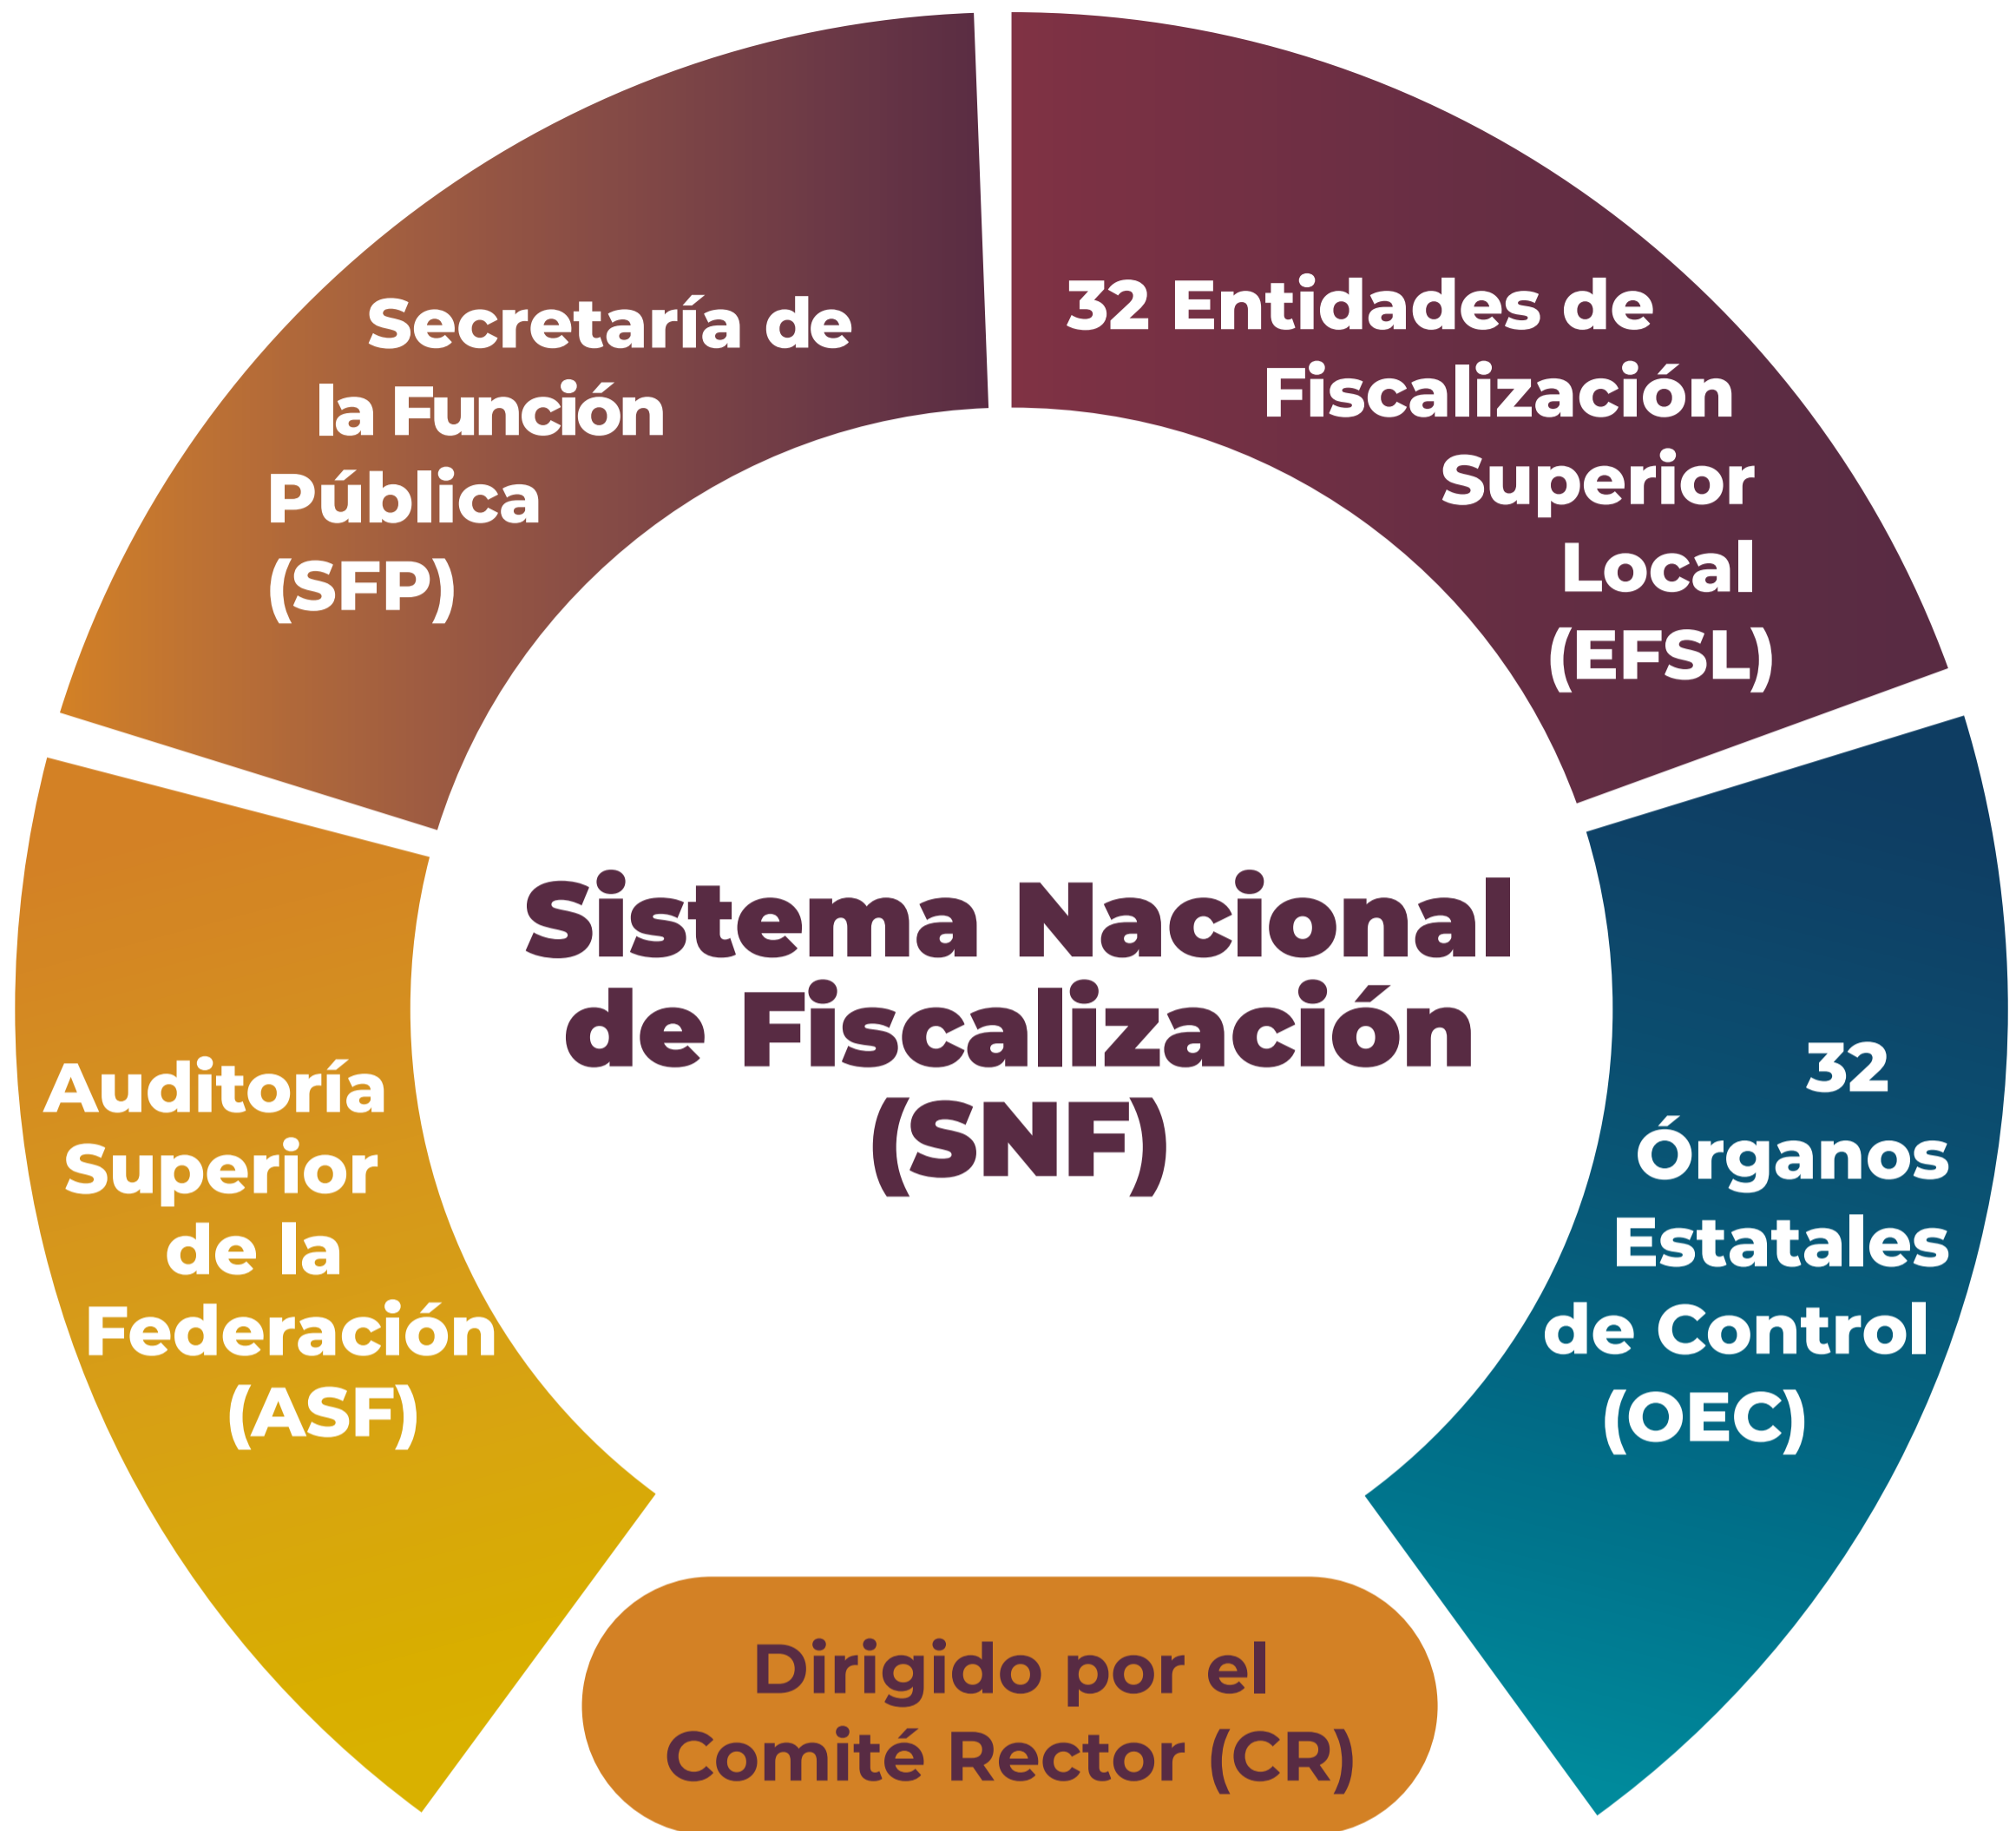 Secretaría de
la Función
Pública
(SFP)
32 Entidades de
Fiscalización
Superior
Local
(EFSL)
Sistema Nacional
de Fiscalización
(SNF)
Auditoría
Superior
de la
Federación
(ASF)
32
Órganos
Estatales
de Control
(OEC)
Dirigido por el
Comité Rector (CR)